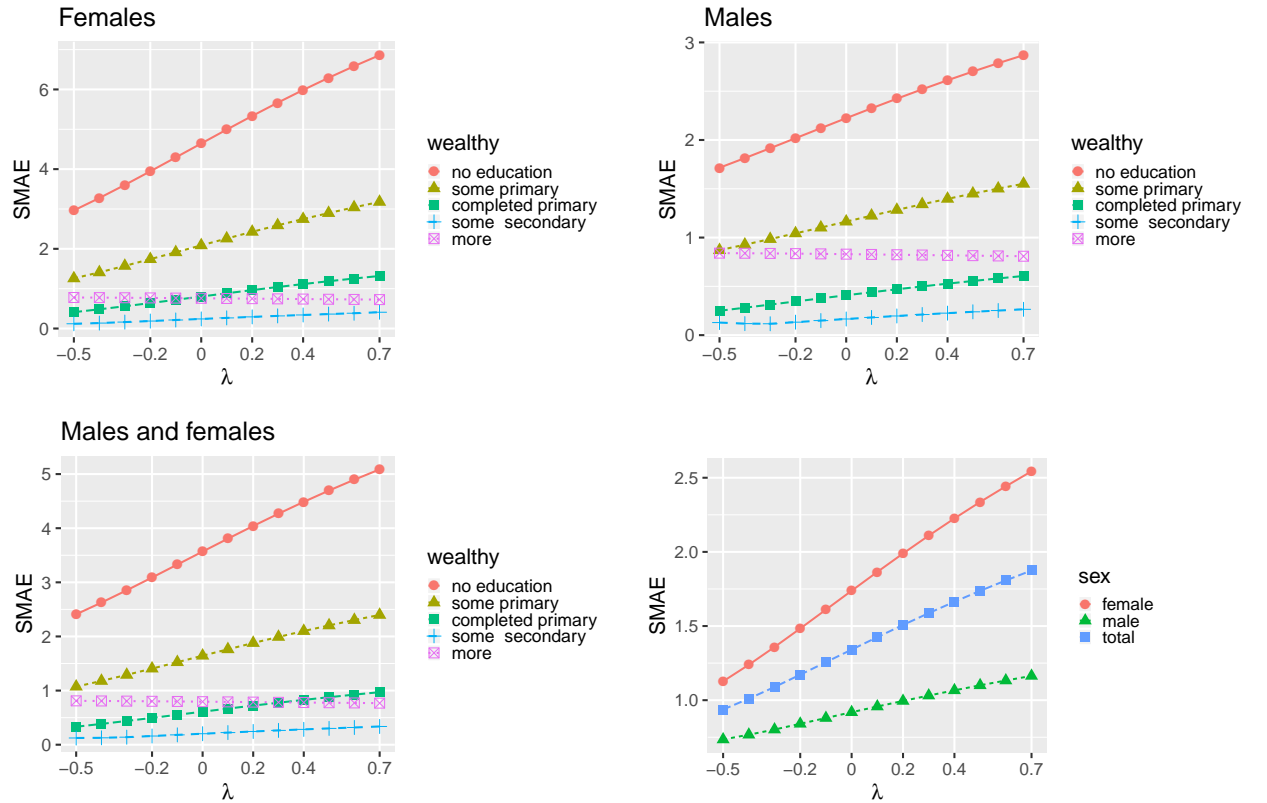 Females
SMAE
6
4
2
0
−0.5
−0.2
0
0.2
0.4
0.7
λ
wealthy
no education
some primary
completed primary
some  secondary
more
Males
SMAE
3
2
1
0
−0.5
−0.2
0
0.2
0.4
0.7
λ
wealthy
no education
some primary
completed primary
some  secondary
more
Males and females
SMAE
5
4
3
2
1
0
−0.5
−0.2
0
0.2
0.4
0.7
λ
wealthy
no education
some primary
completed primary
some  secondary
more
SMAE
2.5
2.0
1.5
1.0
−0.5
−0.2
0
0.2
0.4
0.7
λ
sex
female
male
total